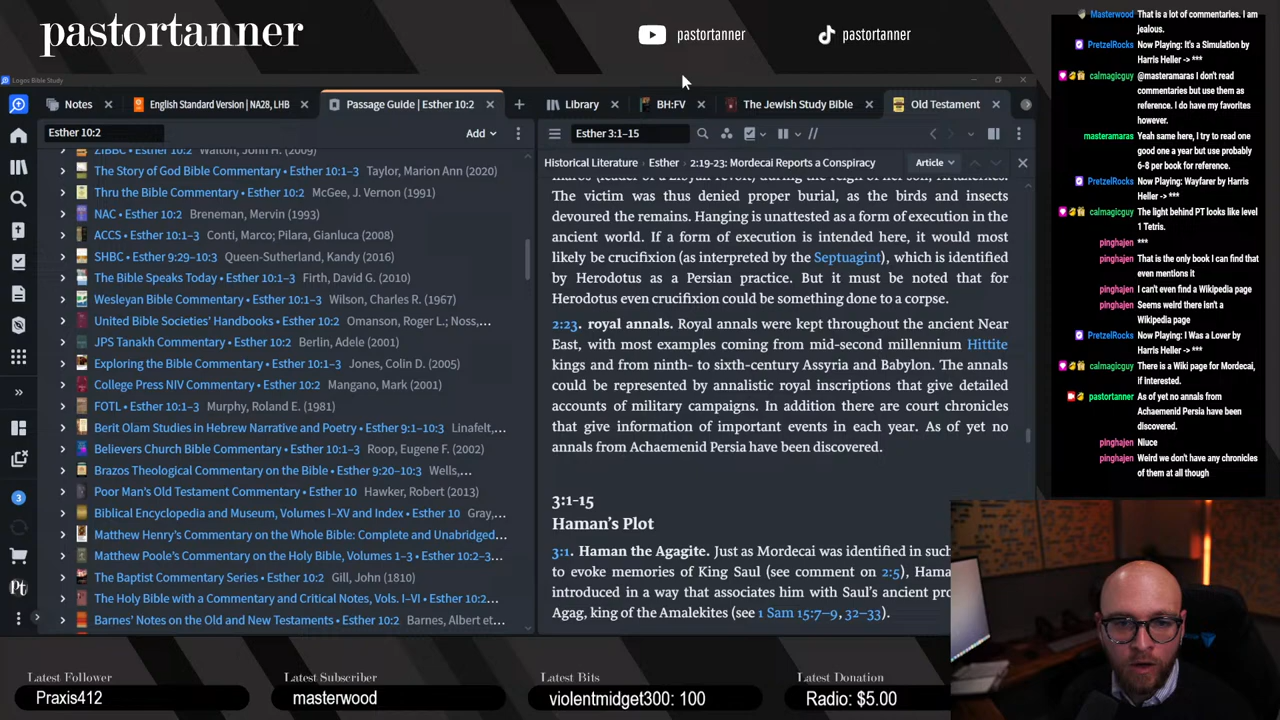 pastortanner
pastortanner
pastortanner
Logos Bible Study
Notes
English Standard Version | NA28, LHB
Passage Guide | Esther 10:2
Library
BH:FV
The Jewish Study Bible
Old Testament
Esther 10:2
Add
Esther 3:1–15
Historical Literature Esther 2:19-23: Mordecai Reports a Conspiracy
Article
ZIBBC • Esther 10:2 Walton, John H. (2009)
The Story of God Bible Commentary • Esther 10:1–3 Taylor, Marion Ann (2020)
Thru the Bible Commentary • Esther 10:2 McGee, J. Vernon (1991)
NAC • Esther 10:2 Breneman, Mervin (1993)
ACCS • Esther 10:1–3 Conti, Marco; Pilara, Gianluca (2008)
SHBC • Esther 9:29–10:3 Queen-Sutherland, Kandy (2016)
The Bible Speaks Today • Esther 10:1–3 Firth, David G. (2010)
Wesleyan Bible Commentary • Esther 10:1–3 Wilson, Charles R. (1967)
United Bible Societies’ Handbooks • Esther 10:2 Omanson, Roger L.; Noss,...
JPS Tanakh Commentary • Esther 10:2 Berlin, Adele (2001)
Exploring the Bible Commentary • Esther 10:1–3 Jones, Colin D. (2005)
College Press NIV Commentary • Esther 10:2 Mangano, Mark (2001)
FOTL • Esther 10:1–3 Murphy, Roland E. (1981)
Berit Olam Studies in Hebrew Narrative and Poetry • Esther 9:1–10:3 Linafelt,...
Believers Church Bible Commentary • Esther 10:1–3 Roop, Eugene F. (2002)
Brazos Theological Commentary on the Bible • Esther 9:20–10:3 Wells,...
Poor Man’s Old Testament Commentary • Esther 10 Hawker, Robert (2013)
Biblical Encyclopedia and Museum, Volumes I–XV and Index • Esther 10 Gray,...
Matthew Henry’s Commentary on the Whole Bible: Complete and Unabridged...
Matthew Poole’s Commentary on the Holy Bible, Volumes 1–3 • Esther 10:2–3...
The Baptist Commentary Series • Esther 10:2 Gill, John (1810)
The Holy Bible with a Commentary and Critical Notes, Vols. I–VI • Esther 10:2...
Barnes’ Notes on the Old and New Testaments • Esther 10:2 Barnes, Albert et...
3
Pt
The victim was thus denied proper burial, as the birds and insects
devoured the remains. Hanging is unattested as a form of execution in the
ancient world. If a form of execution is intended here, it would most
likely be crucifixion (as interpreted by the Septuagint), which is identified
by Herodotus as a Persian practice. But it must be noted that for
Herodotus even crucifixion could be something done to a corpse.
2:23. royal annals. Royal annals were kept throughout the ancient Near
East, with most examples coming from mid-second millennium Hittite
kings and from ninth- to sixth-century Assyria and Babylon. The annals
could be represented by annalistic royal inscriptions that give detailed
accounts of military campaigns. In addition there are court chronicles
that give information of important events in each year. As of yet no
annals from Achaemenid Persia have been discovered.
3:1-15
Haman’s Plot
3:1. Haman the Agagite. Just as Mordecai was identified in such
to evoke memories of King Saul (see comment on 2:5), Hama
introduced in a way that associates him with Saul’s ancient pro
Agag, king of the Amalekites (see 1 Sam 15:7–9, 32–33).
Masterwood That is a lot of commentaries. I am
jealous.
PretzelRocks Now Playing: It's a Simulation by
Harris Heller -> ***
calmagicguy @masteramaras I don't read
commentaries but use them as
reference. I do have my favorites
however.
masteramaras Yeah same here, I try to read one
good one a year but use probably
6-8 per book for reference.
PretzelRocks Now Playing: Wayfarer by Harris
Heller -> ***
calmagicguy The light behind PT looks like level
1 Tetris.
pinghajen ***
pinghajen That is the only book I can find that
even mentions it
pinghajen I can't even find a Wikipedia page
pinghajen Seems weird there isn't a
Wikipedia page
PretzelRocks Now Playing: I Was a Lover by
Harris Heller -> ***
calmagicguy There is a Wiki page for Mordecai,
if Interested.
pastortanner As of yet no annals from
Achaemenid Persia have been
discovered.
pinghajen Niuce
pinghajen Weird we don't have any chronicles
of them at all though
Latest Follower
Praxis412
Latest Subscriber
masterwood
Latest Bits
violentmidget300: 100
Latest Donation
Radio: $5.00